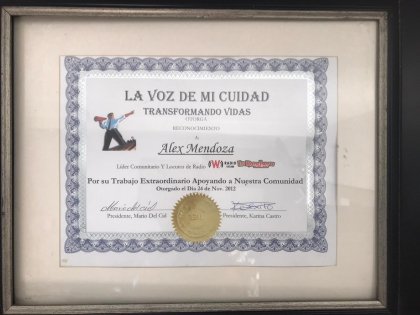 LA VOZ DE MI CUIDAD
TRANSFORMANDO VIDAS
OTORGA
RECONOCIMIENTO
A:
Alex Mendoza
Líder Comunitario Y Locutor de Radio
Por su Trabajo Extraordinario Apoyando a Nuestra Comunidad
Otorgado el Día 24 de Nov. 2012
Presidente, Mario Del Cid
Presidente, Karina Castro